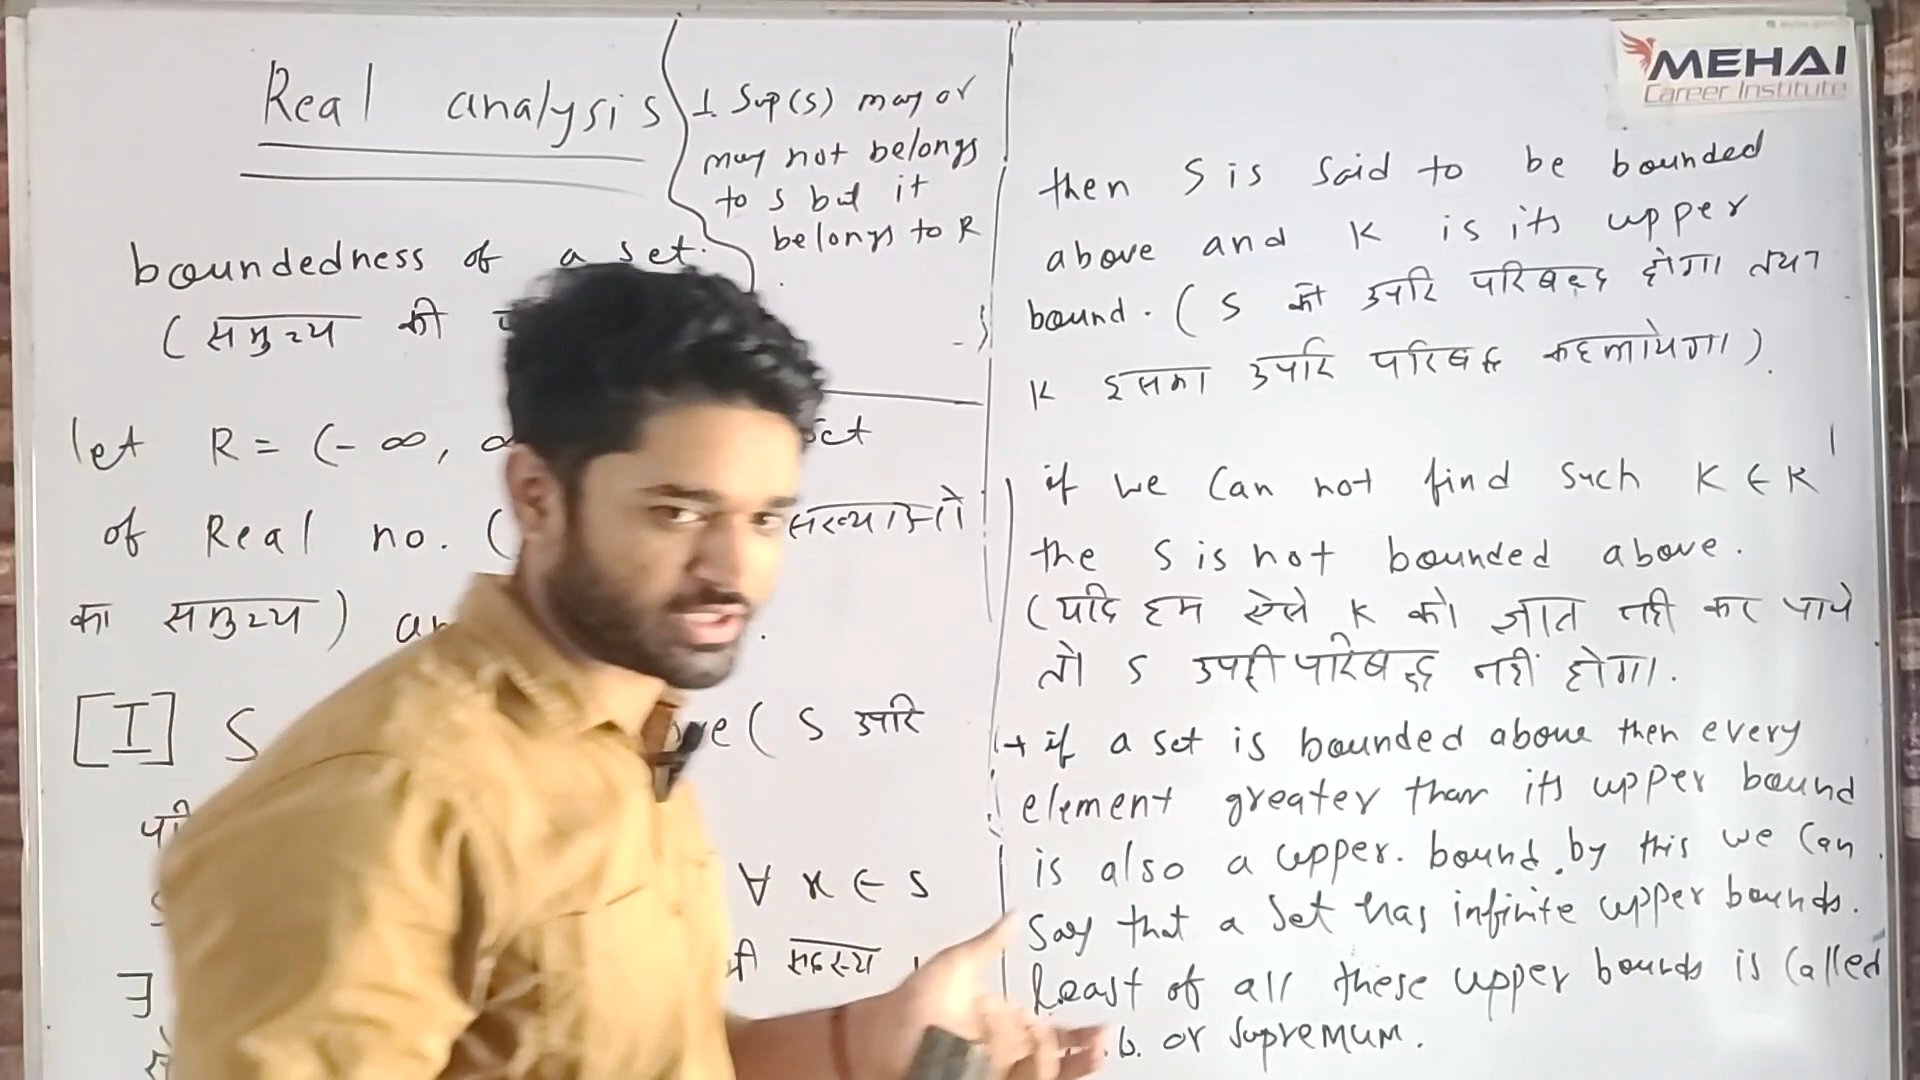 Real analysis
boundedness of a set.
(समुच्चय की
let R = (- ∞,
of Real no. ( संख्याओ
का समुच्चय)
[I] S ( S उपरि
∀ x ∈ S
सदस्य
∃
1. Sup(s) may or
may not belongs
to s but it
belongs to R
MEHAI
Career Institute
then S is said to be bounded
above and K is its upper
bound. ( S को उपरि परिबद्ध होगा तथा
K इसका उपरि परिबद्ध कहलायेगा).
if we can not find such K ∈ R
the S is not bounded above.
(यदि हम ऐसे K को ज्ञात नही कर पाये
तो S उपरी परिबद्ध नहीं होगा.
→ if a set is bounded above then every
element greater than its upper bound
is also a upper. bound. by this we can
say that a set has infinite upper bounds.
Least of all these upper bounds is called
.b. or supremum.